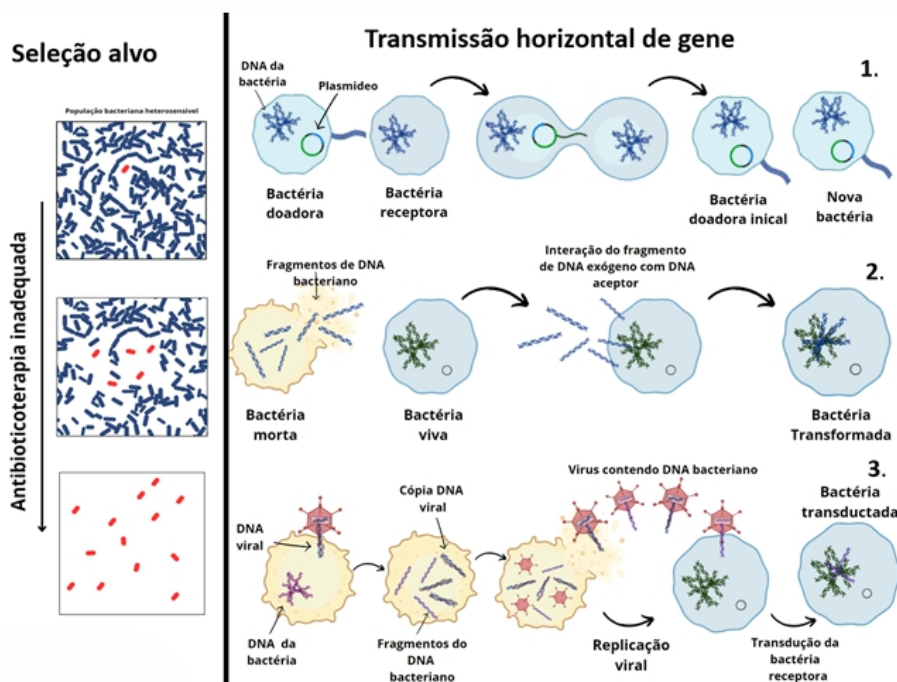 Seleção alvo
População bacteriana heterosensivel
Antibioticoterapia inadequada
Transmissão horizontal de gene
1.
DNA da
bactéria
Plasmideo
Bactéria
doadora
Bactéria
receptora
Bactéria
doadora inical
Nova
bactéria
2.
Fragmentos de DNA
bacteriano
Interação do fragmento
de DNA exógeno com DNA
aceptor
Bactéria
morta
Bactéria
viva
Bactéria
Transformada
3.
Virus contendo DNA bacteriano
Bactéria
transductada
Cópia DNA
viral
DNA
viral
DNA da
bactéria
Fragmentos do
DNA
bacteriano
Replicação
viral
Transdução da
bactéria
receptora